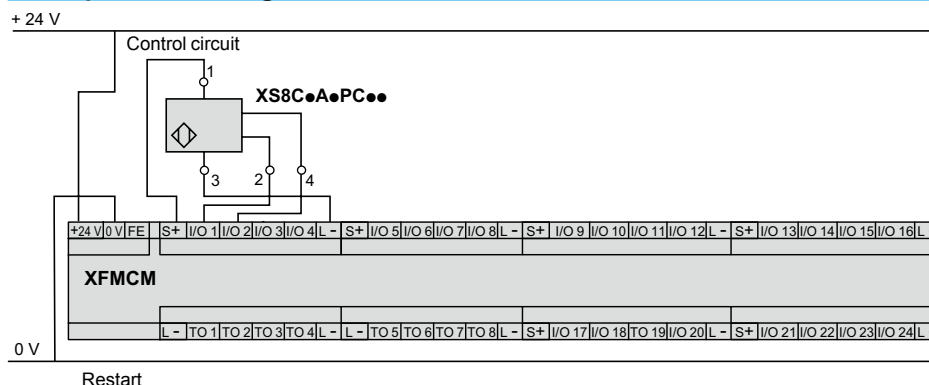 + 24 V
Control circuit
1
XS8C●A●PC●●
3 2 4
+24 V 0 V FE S+ I/O 1 I/O 2 I/O 3 I/O 4 L - S+ I/O 5 I/O 6 I/O 7 I/O 8 L - S+ I/O 9 I/O 10 I/O 11 I/O 12 L - S+ I/O 13 I/O 14 I/O 15 I/O 16 L
XFMCM
L - TO 1 TO 2 TO 3 TO 4 L - L - TO 5 TO 6 TO 7 TO 8 L - S+ I/O 17 I/O 18 TO 19 I/O 20 L - S+ I/O 21 I/O 22 I/O 23 I/O 24 L
0 V
Restart